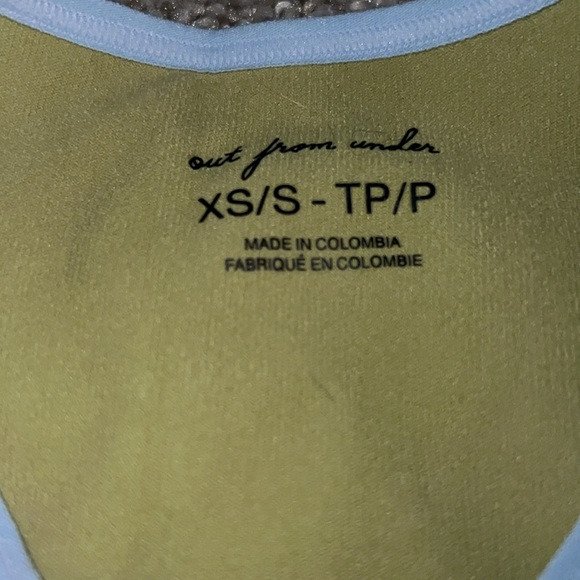 out from under
XS/S - TP/P
MADE IN COLOMBIA
FABRIQUÉ EN COLOMBIE